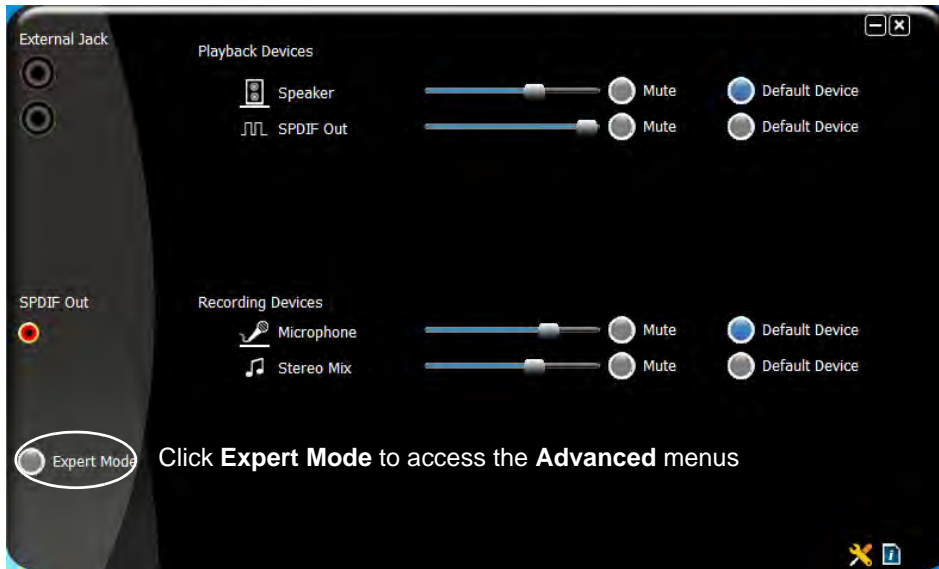 External Jack
Playback Devices
Speaker Mute Default Device
SPDIF Out Mute Default Device
SPDIF Out
Recording Devices
Microphone Mute Default Device
Stereo Mix Mute Default Device
Expert Mode
Click Expert Mode to access the Advanced menus